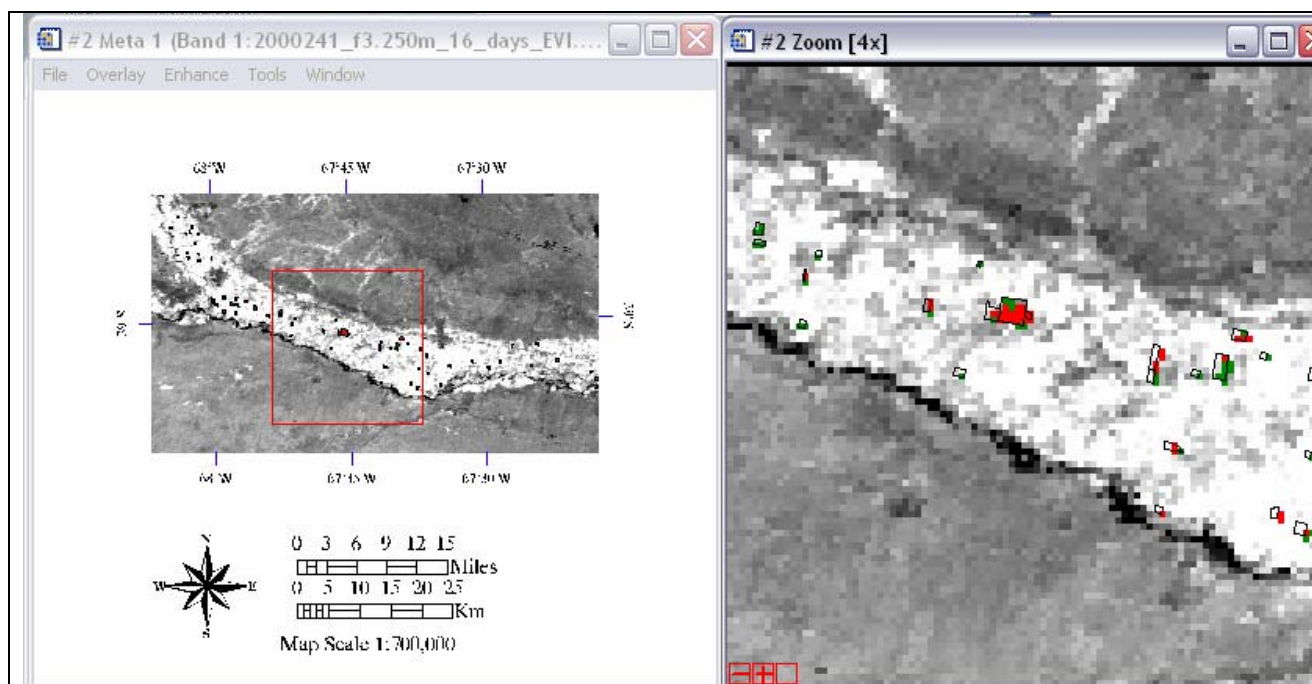 #2 Meta 1 (Band 1:2000241_f3.250m_16_days_EVI....
File Overlay Enhance Tools Window
67°45'W 67°30'W
67°45'W 67°30'W
N
W E
S
0 3 6 9 12 15
Miles
0 5 10 15 20 25
Km
Map Scale 1:700,000
#2 Zoom [4x]